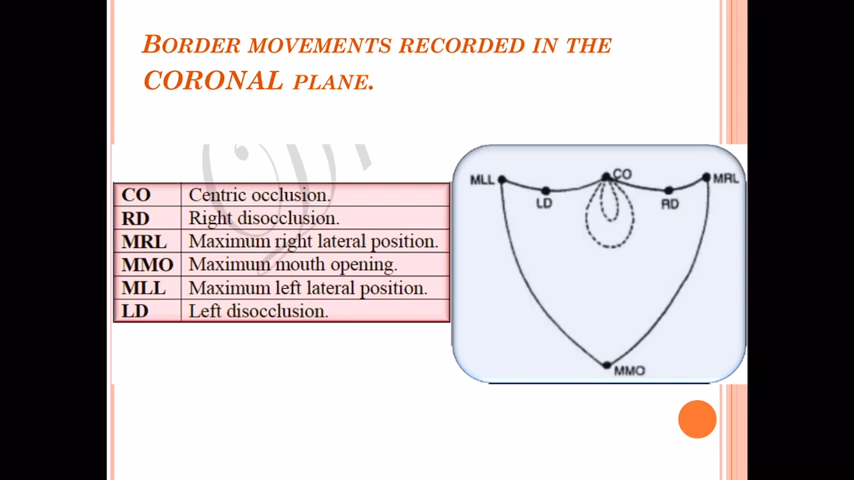 BORDER MOVEMENTS RECORDED IN THE
CORONAL PLANE.
CO Centric occlusion.
RD Right disocclusion.
MRL Maximum right lateral position.
MMO Maximum mouth opening.
MLL Maximum left lateral position.
LD Left disocclusion.
MLL CO MRL
LD RD
MMO